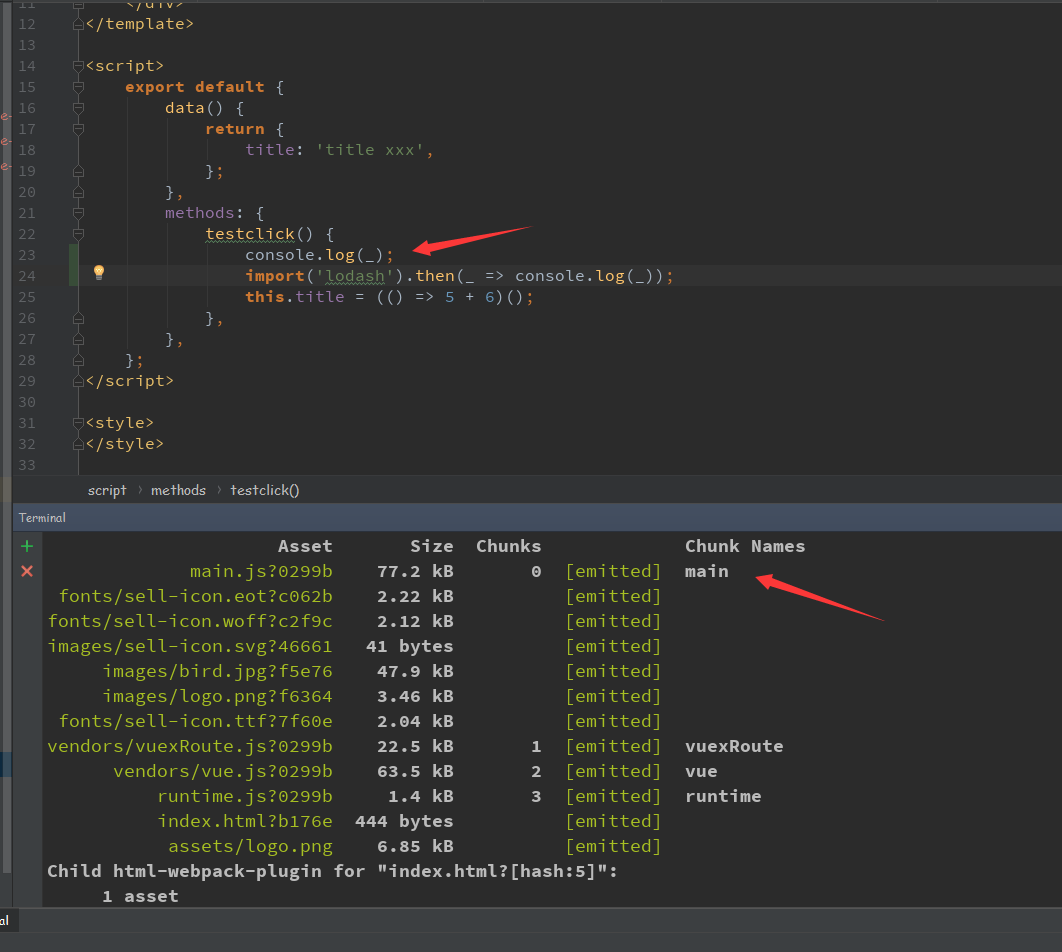 11 </div>
12 </template>
13
14 <script>
15 export default {
16 data() {
17 return {
18 title: 'title xxx',
19 };
20 },
21 methods: {
22 testclick() {
23 console.log(_);
24 import('lodash').then(_ => console.log(_));
25 this.title = (() => 5 + 6)();
26 },
27 },
28 };
29 </script>
30
31 <style>
32 </style>
33
script › methods › testclick()
Terminal
Asset Size Chunks Chunk Names
main.js?0299b 77.2 kB 0 [emitted] main
fonts/sell-icon.eot?c062b 2.22 kB [emitted]
fonts/sell-icon.woff?c2f9c 2.12 kB [emitted]
images/sell-icon.svg?46661 41 bytes [emitted]
images/bird.jpg?f5e76 47.9 kB [emitted]
images/logo.png?f6364 3.46 kB [emitted]
fonts/sell-icon.ttf?7f60e 2.04 kB [emitted]
vendors/vuexRoute.js?0299b 22.5 kB 1 [emitted] vuexRoute
vendors/vue.js?0299b 63.5 kB 2 [emitted] vue
runtime.js?0299b 1.4 kB 3 [emitted] runtime
index.html?b176e 444 bytes [emitted]
assets/logo.png 6.85 kB [emitted]
Child html-webpack-plugin for "index.html?[hash:5]":
1 asset
al